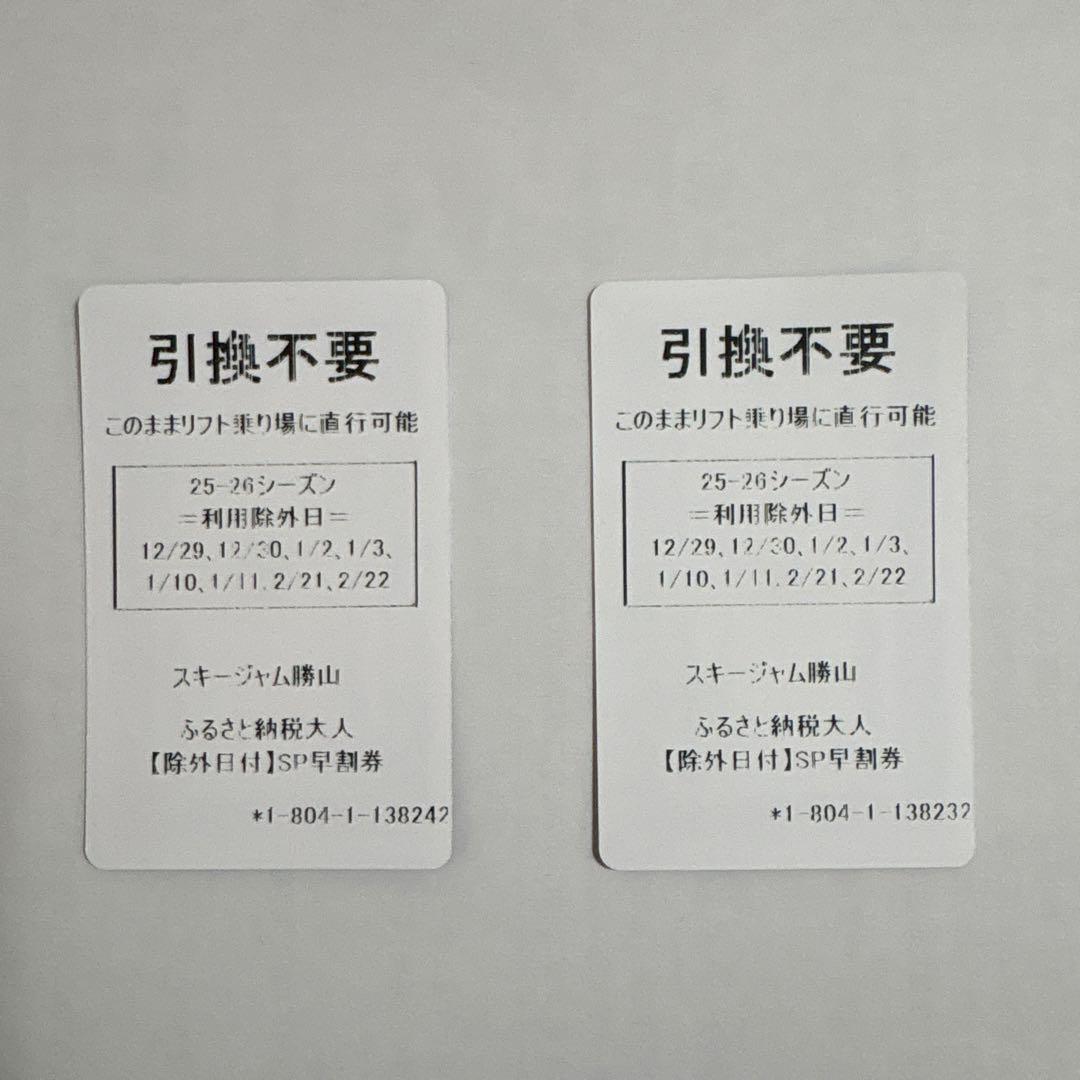 引換不要
このままリフト乗り場に直行可能
25-26シーズン
=利用除外日=
12/29、12/30、1/2、1/3、
1/10、1/11、2/21、2/22
スキージャム勝山
ふるさと納税大人
【除外日付】SP早割券
*1-804-1-138242
引換不要
このままリフト乗り場に直行可能
25-26シーズン
=利用除外日=
12/29、12/30、1/2、1/3、
1/10、1/11、2/21、2/22
スキージャム勝山
ふるさと納税大人
【除外日付】SP早割券
*1-804-1-138232